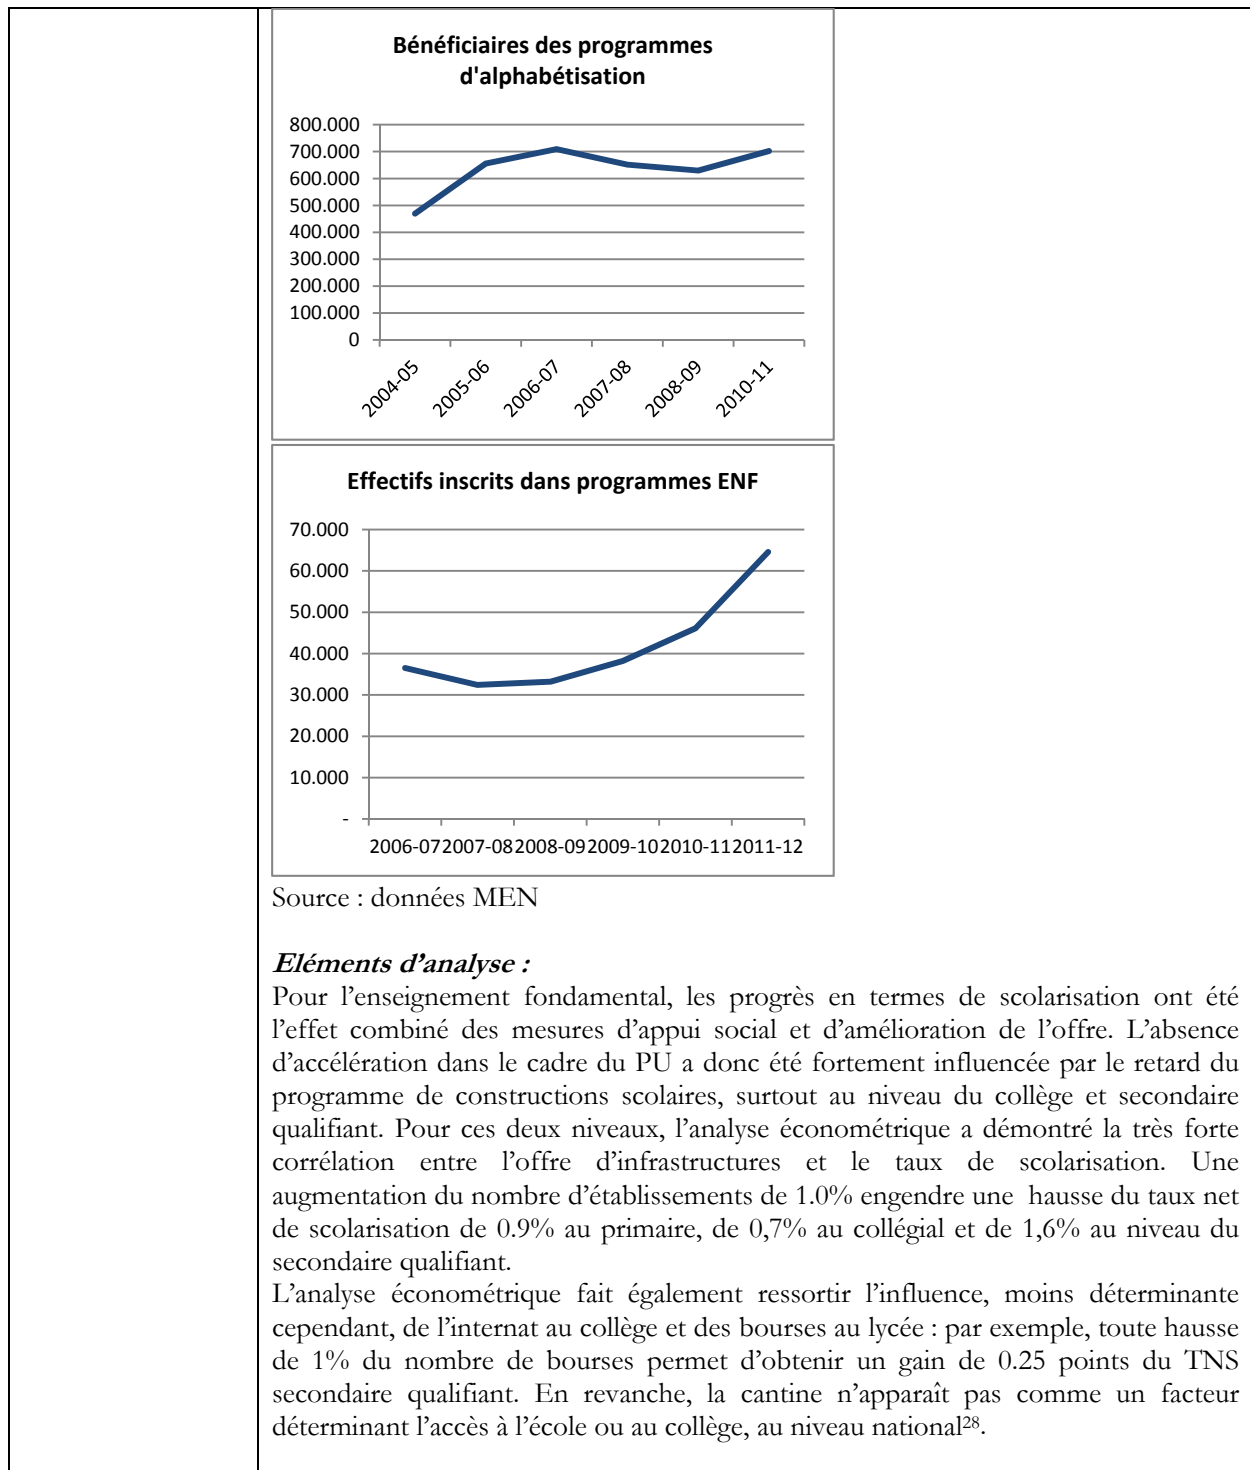 Bénéficiaires des programmes
d'alphabétisation
800.000
700.000
600.000
500.000
400.000
300.000
200.000
100.000
0
2004-05
2005-06
2006-07
2007-08
2008-09
2010-11
Effectifs inscrits dans programmes ENF
70.000
60.000
50.000
40.000
30.000
20.000
10.000
-
2006-07 2007-08 2008-09 2009-10 2010-11 2011-12
Source : données MEN
Eléments d’analyse :
Pour l’enseignement fondamental, les progrès en termes de scolarisation ont été
l’effet combiné des mesures d’appui social et d’amélioration de l’offre. L’absence
d’accélération dans le cadre du PU a donc été fortement influencée par le retard du
programme de constructions scolaires, surtout au niveau du collège et secondaire
qualifiant. Pour ces deux niveaux, l’analyse économétrique a démontré la très forte
corrélation entre l’offre d’infrastructures et le taux de scolarisation. Une
augmentation du nombre d’établissements de 1.0% engendre une hausse du taux net
de scolarisation de 0.9% au primaire, de 0,7% au collégial et de 1,6% au niveau du
secondaire qualifiant.
L’analyse économétrique fait également ressortir l’influence, moins déterminante
cependant, de l’internat au collège et des bourses au lycée : par exemple, toute hausse
de 1% du nombre de bourses permet d’obtenir un gain de 0.25 points du TNS
secondaire qualifiant. En revanche, la cantine n’apparaît pas comme un facteur
déterminant l’accès à l’école ou au collège, au niveau national²⁸.